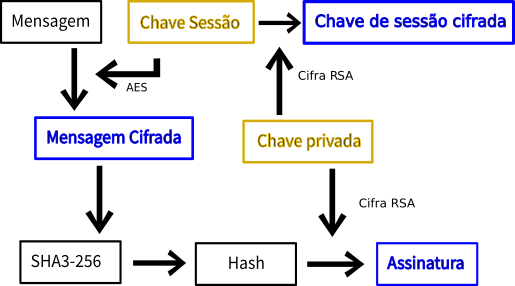 Mensagem
Chave Sessão
Chave de sessão cifrada
AES
Cifra RSA
Mensagem Cifrada
Chave privada
Cifra RSA
SHA3-256
Hash
Assinatura